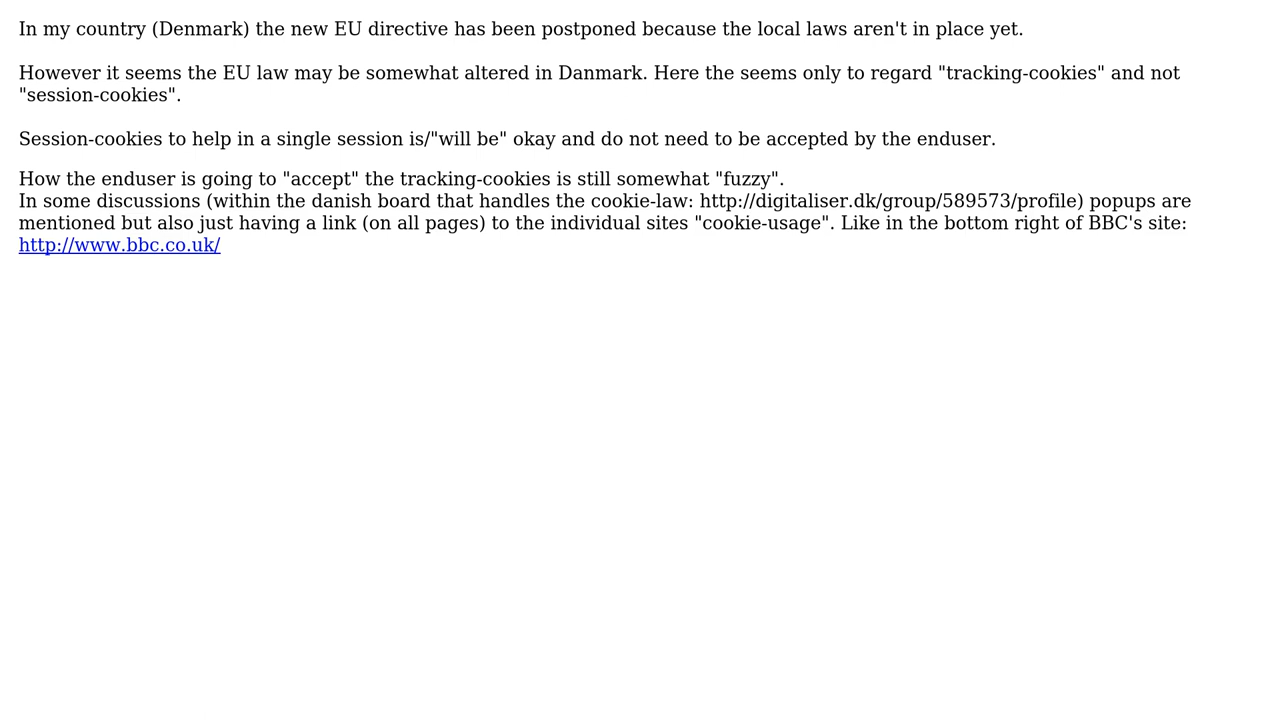 In my country (Denmark) the new EU directive has been postponed because the local laws aren't in place yet.
However it seems the EU law may be somewhat altered in Danmark. Here the seems only to regard "tracking-cookies" and not
"session-cookies".
Session-cookies to help in a single session is/"will be" okay and do not need to be accepted by the enduser.
How the enduser is going to "accept" the tracking-cookies is still somewhat "fuzzy".
In some discussions (within the danish board that handles the cookie-law: http://digitaliser.dk/group/589573/profile) popups are
mentioned but also just having a link (on all pages) to the individual sites "cookie-usage". Like in the bottom right of BBC's site:
http://www.bbc.co.uk/